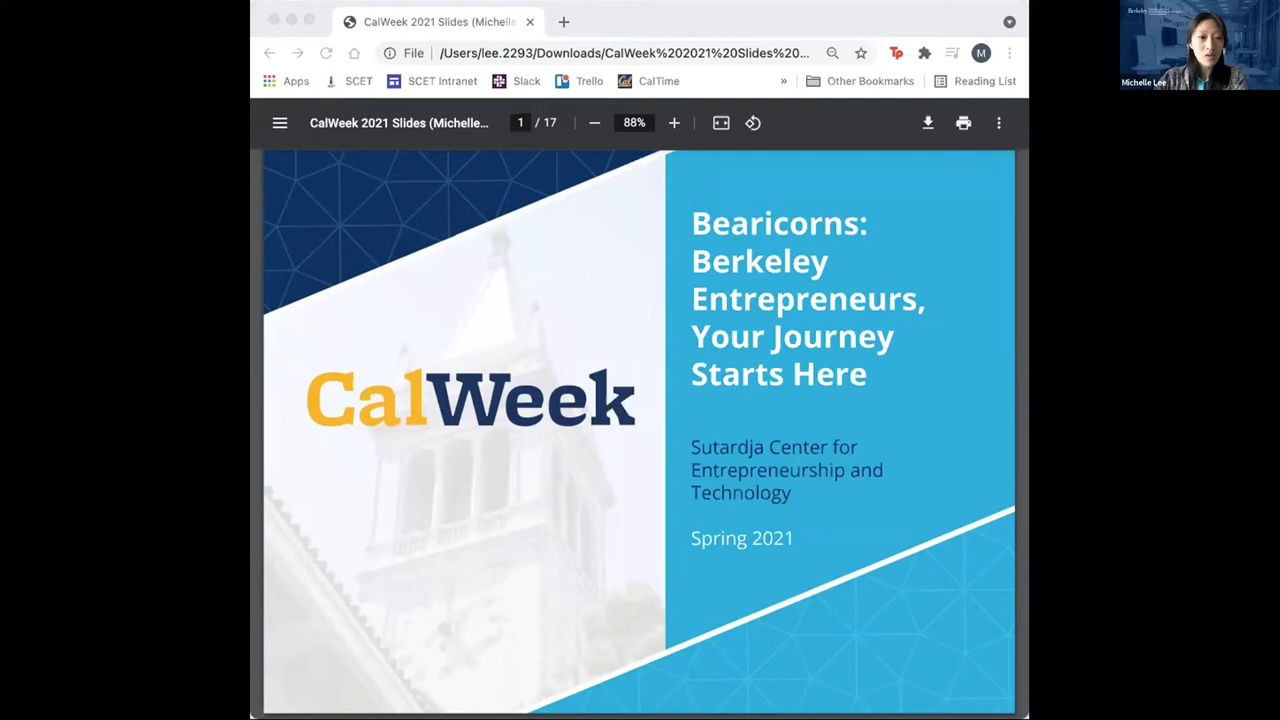 CalWeek 2021 Slides (Michelle
File
/Users/lee.2293/Downloads/CalWeek%202021%20Slides%20...
M
Apps
SCET
SCET Intranet
Slack
Trello
CalTime
»
Other Bookmarks
Reading List
CalWeek 2021 Slides (Michelle...
1 / 17
88%
CalWeek
Bearicorns:
Berkeley
Entrepreneurs,
Your Journey
Starts Here
Sutardja Center for
Entrepreneurship and
Technology
Spring 2021
Berkeley
Michelle Lee